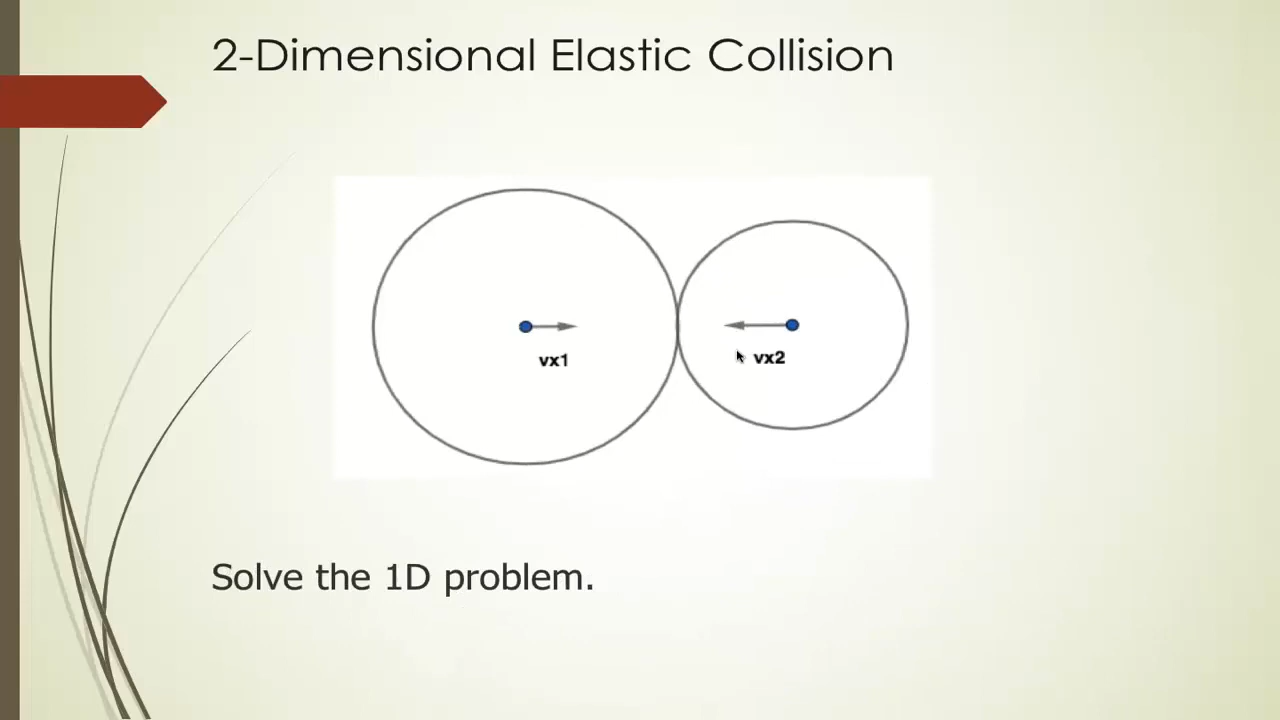 2-Dimensional Elastic Collision
vx1
vx2
Solve the 1D problem.